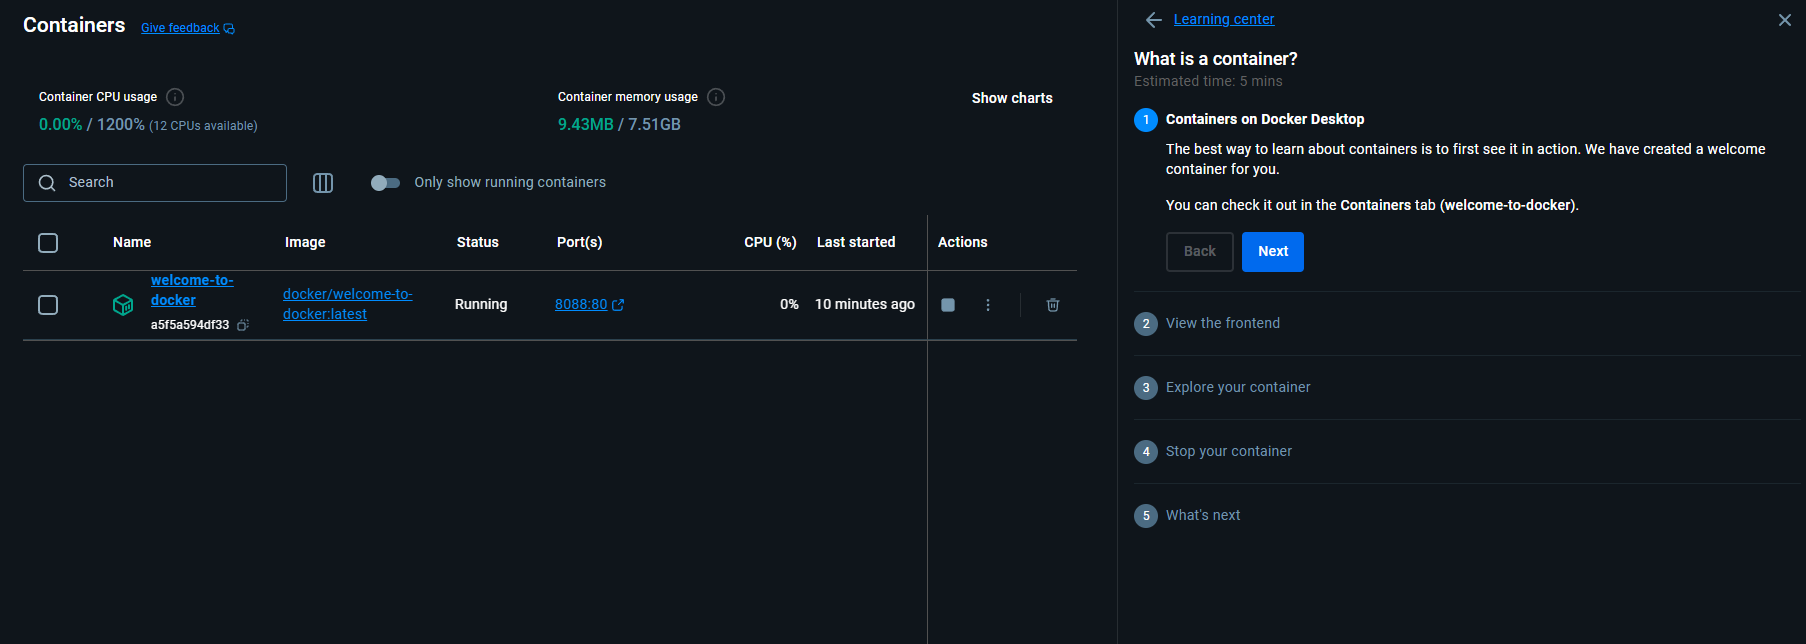 Containers
Give feedback
Container CPU usage
0.00% / 1200% (12 CPUs available)
Container memory usage
9.43MB / 7.51GB
Show charts
Search
Only show running containers
Name Image Status Port(s) CPU (%) Last started Actions
welcome-to-
docker
a5f5a594df33
docker/welcome-to-
docker:latest
Running
8088:80
0%
10 minutes ago
Learning center
What is a container?
Estimated time: 5 mins
1 Containers on Docker Desktop
The best way to learn about containers is to first see it in action. We have created a welcome
container for you.
You can check it out in the Containers tab (welcome-to-docker).
Back Next
2 View the frontend
3 Explore your container
4 Stop your container
5 What's next